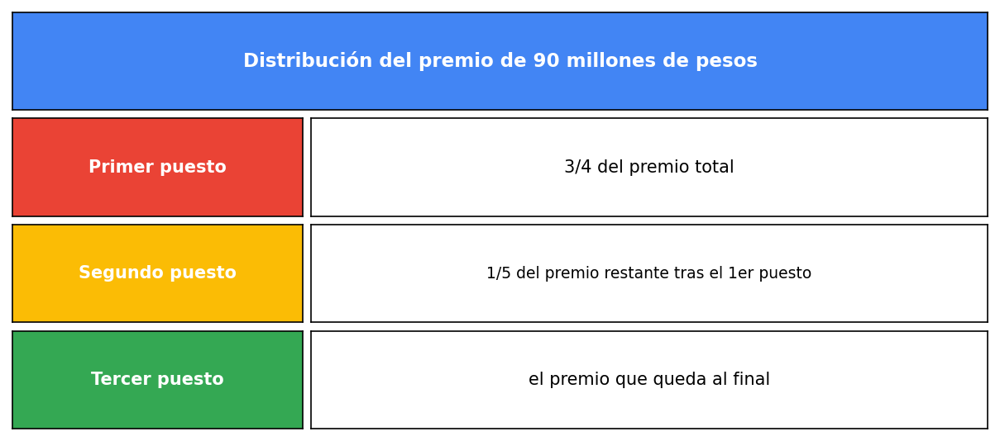 Distribución del premio de 90 millones de pesos
Primer puesto
3/4 del premio total
Segundo puesto
1/5 del premio restante tras el 1er puesto
Tercer puesto
el premio que queda al final